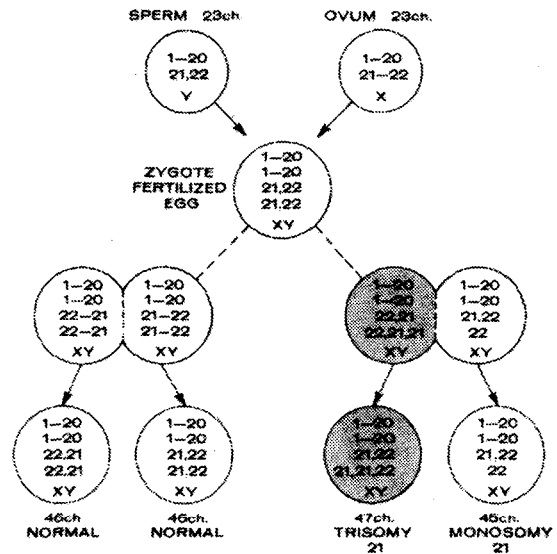 SPERM 23ch.
OVUM 23ch.
1–20
21,22
Y
1–20
21–22
X
ZYGOTE
FERTILIZED
EGG
1–20
1–20
21,22
21,22
XY
1–20
1–20
22–21
22–21
XY
1–20
1–20
21–22
21–22
XY
1–20
1–20
22,21
22,21,21
XY
1–20
1–20
21,22
22
XY
1–20
1–20
22,21
22,21
XY
1–20
1–20
21,22
21,22
XY
1–20
1–20
21,22
21,21,22
XY
1–20
1–20
21,22
22
XY
46ch
NORMAL
46ch.
NORMAL
47ch.
TRISOMY
21
45ch.
MONOSOMY
21